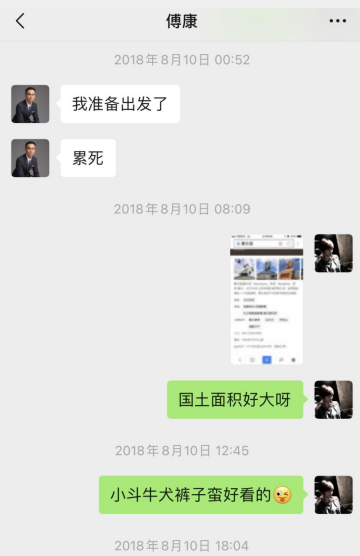 傅康
2018年8月10日 00:52
我准备出发了
累死
2018年8月10日 08:09
国土面积好大呀
2018年8月10日 12:45
小斗牛犬裤子蛮好看的
2018年8月10日 18:04